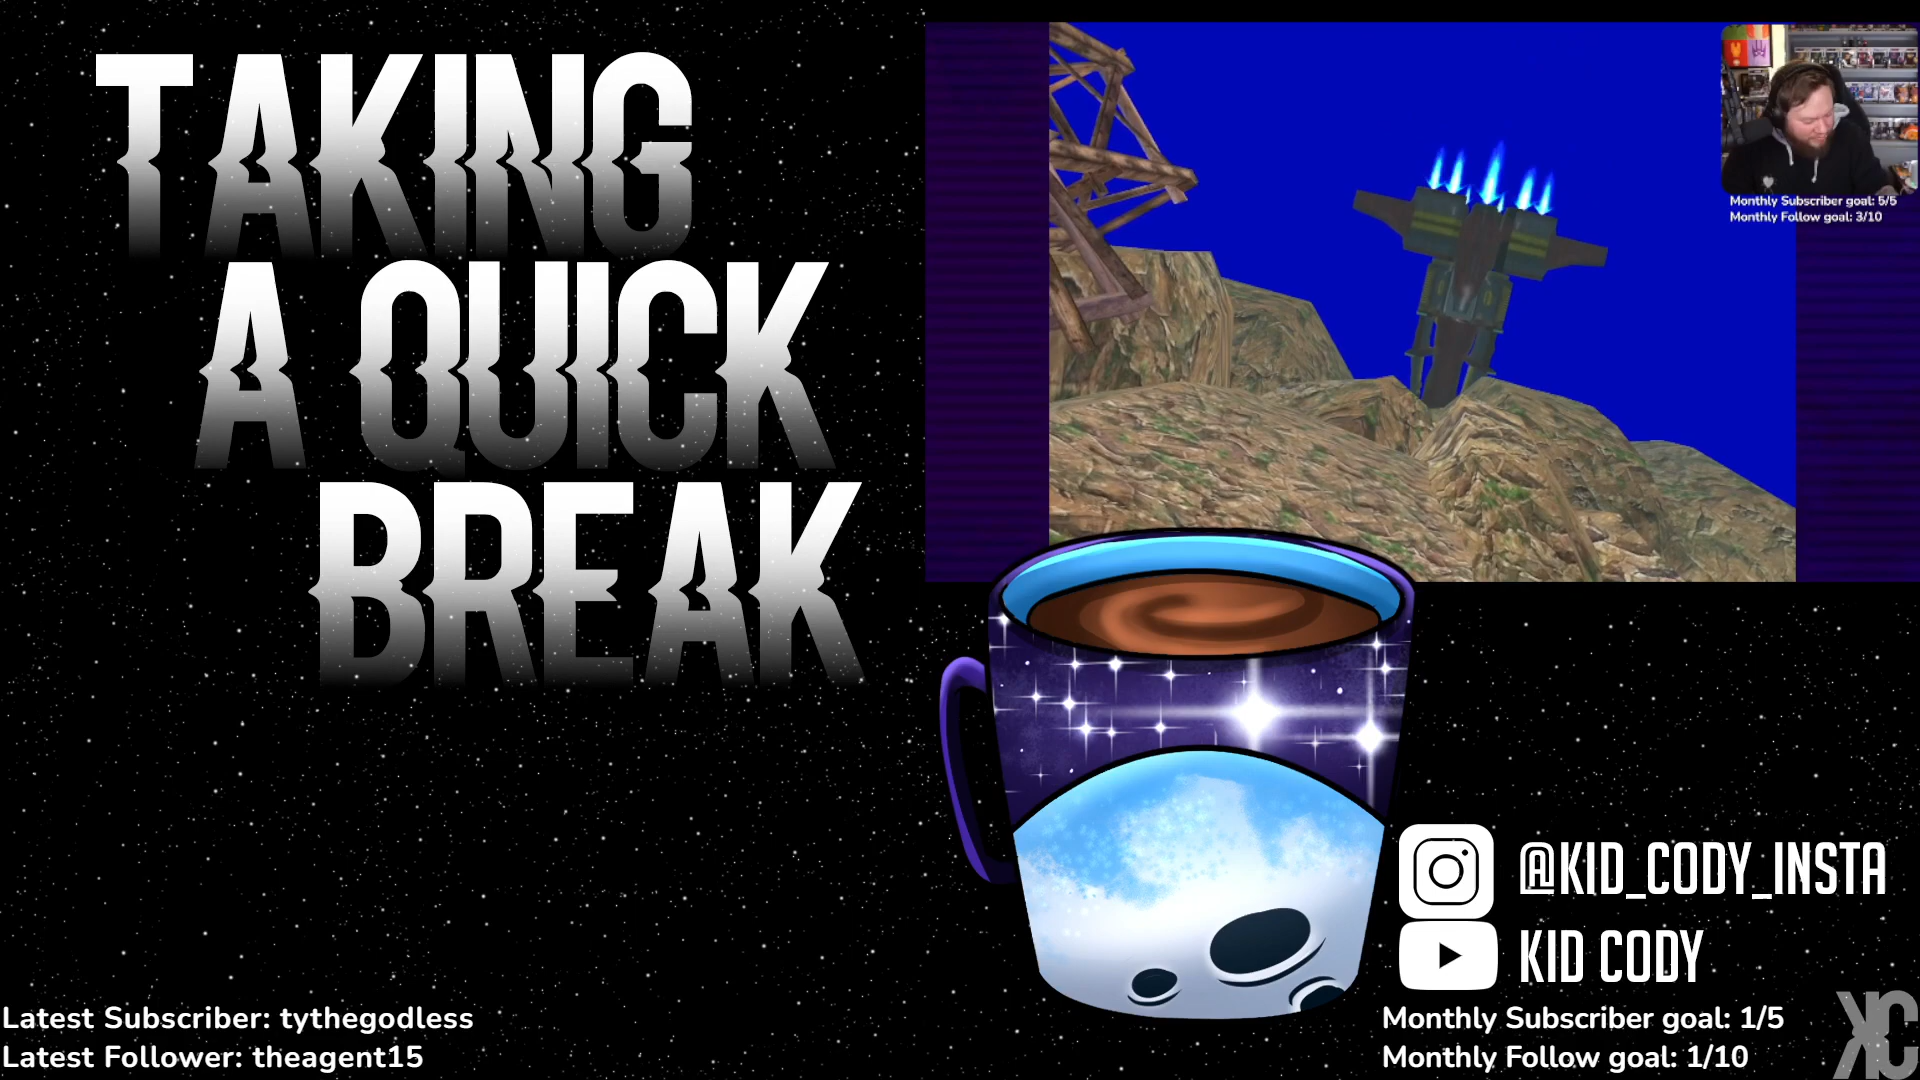 TAKING
A QUICK
BREAK
Monthly Subscriber goal: 5/5
Monthly Follow goal: 3/10
@KID_CODY_INSTA
KID CODY
Latest Subscriber: tythegodless
Latest Follower: theagent15
Monthly Subscriber goal: 1/5
Monthly Follow goal: 1/10
KC